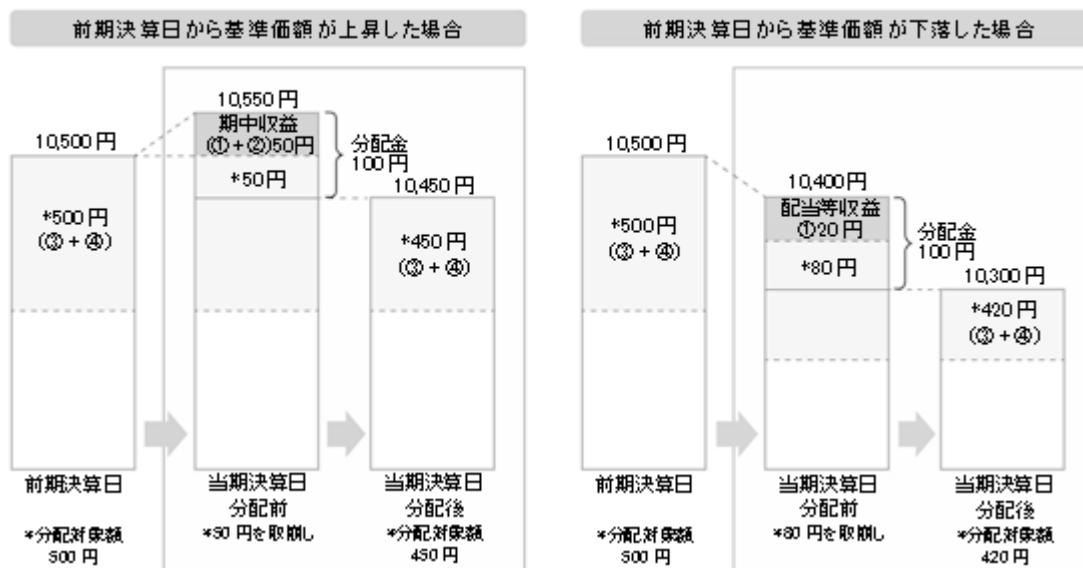 前期決算日から基準価額が上昇した場合
10,500円
*500円
(③+④)
10,550円
期中収益
(①+②)50円
*50円
分配金
100円
10,450円
*450円
(③+④)
前期決算日
*分配対象額
500円
当期決算日
分配前
*50円を取崩し
当期決算日
分配後
*分配対象額
450円
前期決算日から基準価額が下落した場合
10,500円
*500円
(③+④)
10,400円
配当等収益
①20円
*80円
分配金
100円
10,300円
*420円
(③+④)
前期決算日
*分配対象額
500円
当期決算日
分配前
*80円を取崩し
当期決算日
分配後
*分配対象額
420円